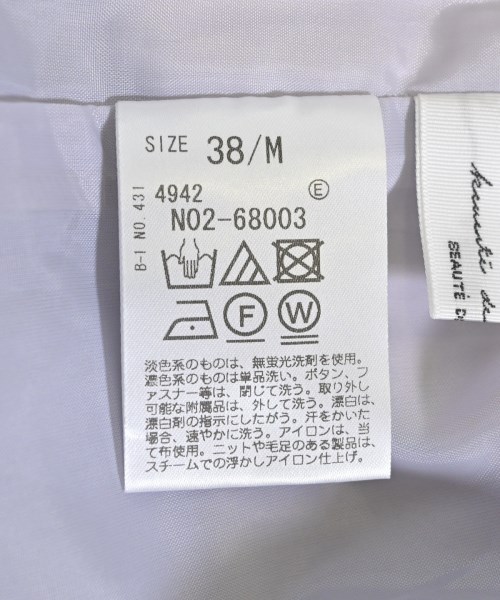 SIZE 38/M
4942 E
N02-68003
B-I NO.431
F W
淡色系のものは、無蛍光洗剤を使用。
濃色系のものは単品洗い。ボタン、フ
ァスナー等は、閉じて洗う。取り外し
可能な附属品は、外して洗う。漂白は、
漂白剤の指示にしたがう。汗をかいた
場合、速やかに洗う。アイロンは、当
て布使用。ニットや毛足のある製品は、
スチームでの浮かしアイロン仕上げ。
de
BEAUTÉ D